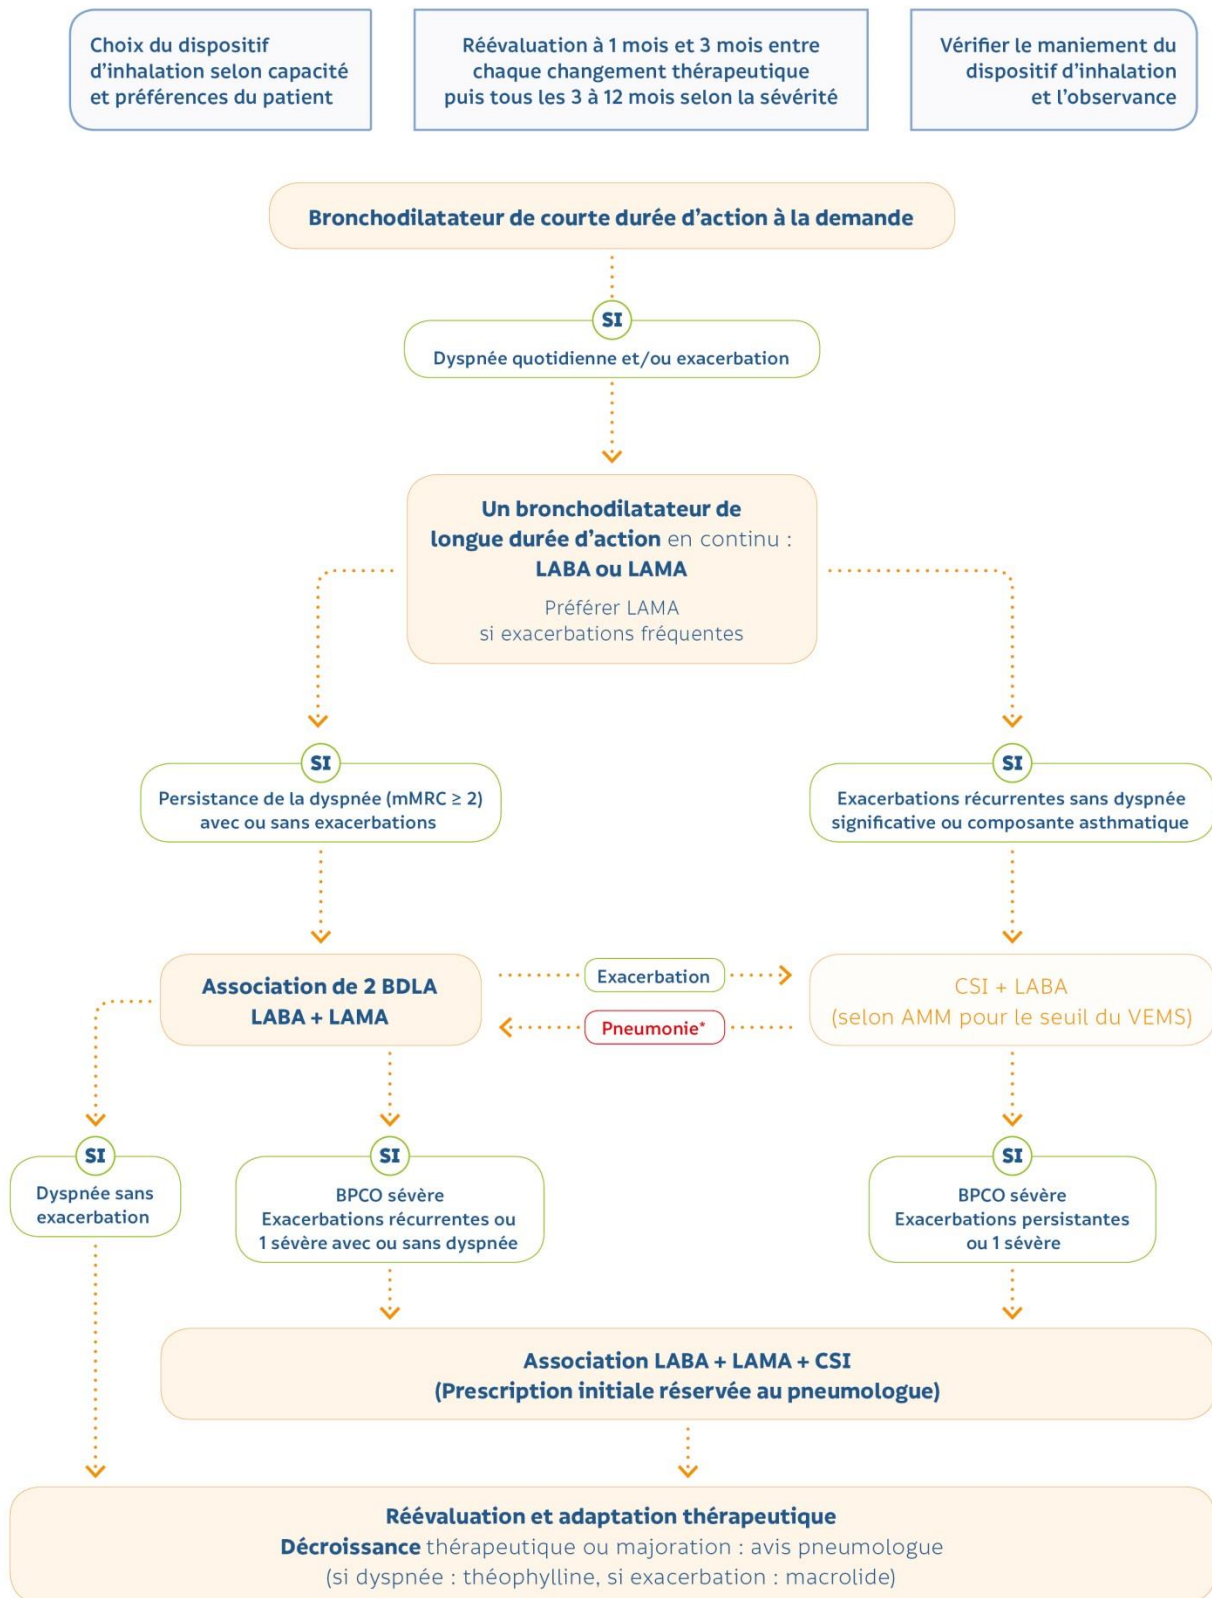 Choix du dispositif
d’inhalation selon capacité
et préférences du patient
Réévaluation à 1 mois et 3 mois entre
chaque changement thérapeutique
puis tous les 3 à 12 mois selon la sévérité
Vérifier le maniement du
dispositif d’inhalation
et l’observance
Bronchodilatateur de courte durée d’action à la demande
SI
Dyspnée quotidienne et/ou exacerbation
Un bronchodilatateur de
longue durée d’action en continu :
LABA ou LAMA
Préférer LAMA
si exacerbations fréquentes
SI
Persistance de la dyspnée (mMRC ≥ 2)
avec ou sans exacerbations
SI
Exacerbations récurrentes sans dyspnée
significative ou composante asthmatique
Association de 2 BDLA
LABA + LAMA
Exacerbation
Pneumonie*
CSI + LABA
(selon AMM pour le seuil du VEMS)
SI
Dyspnée sans
exacerbation
SI
BPCO sévère
Exacerbations récurrentes ou
1 sévère avec ou sans dyspnée
SI
BPCO sévère
Exacerbations persistantes
ou 1 sévère
Association LABA + LAMA + CSI
(Prescription initiale réservée au pneumologue)
Réévaluation et adaptation thérapeutique
Décroissance thérapeutique ou majoration : avis pneumologue
(si dyspnée : théophylline, si exacerbation : macrolide)